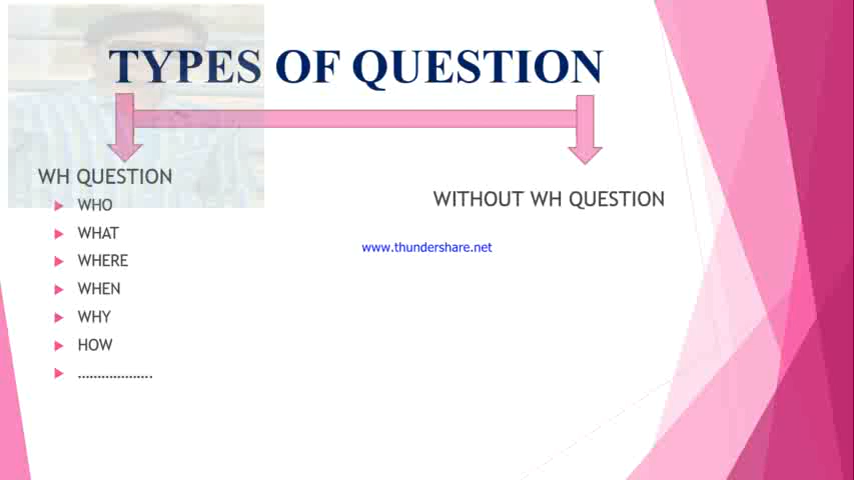 TYPES OF QUESTION
WH QUESTION
WHO
WHAT
WHERE
WHEN
WHY
HOW
...................
WITHOUT WH QUESTION
www.thundershare.net